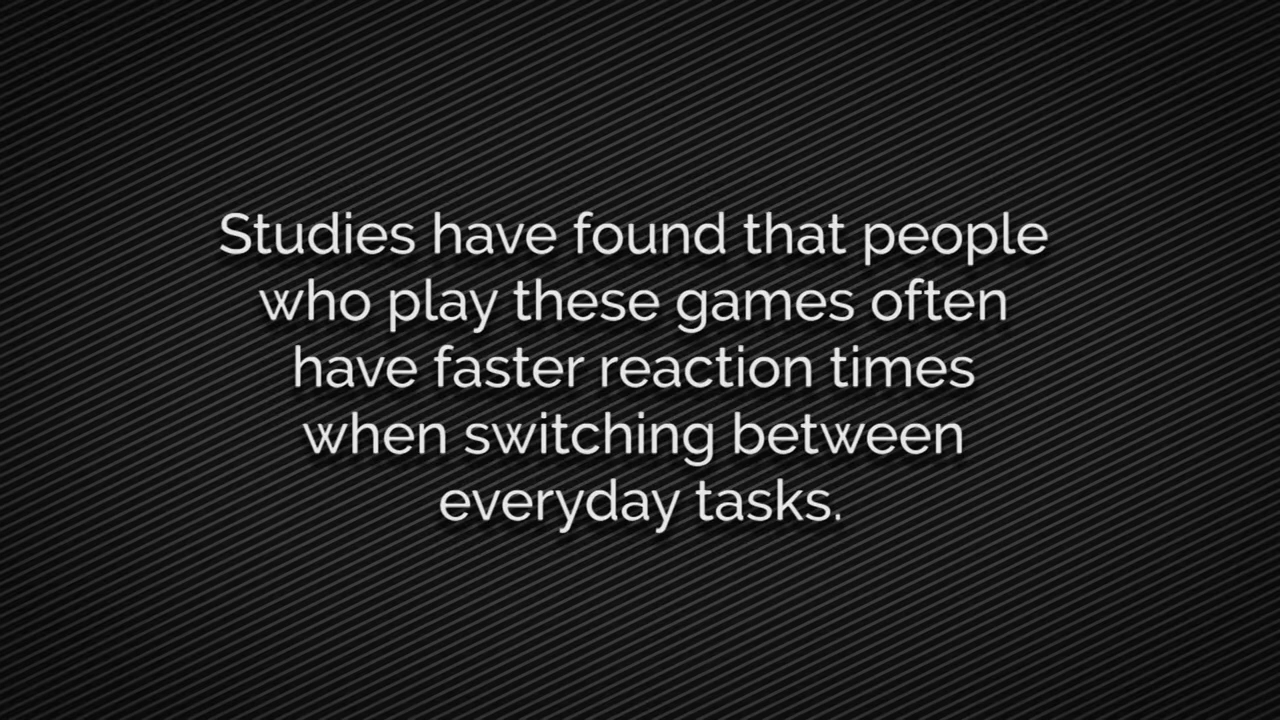 Studies have found that people
who play these games often
have faster reaction times
when switching between
everyday tasks.